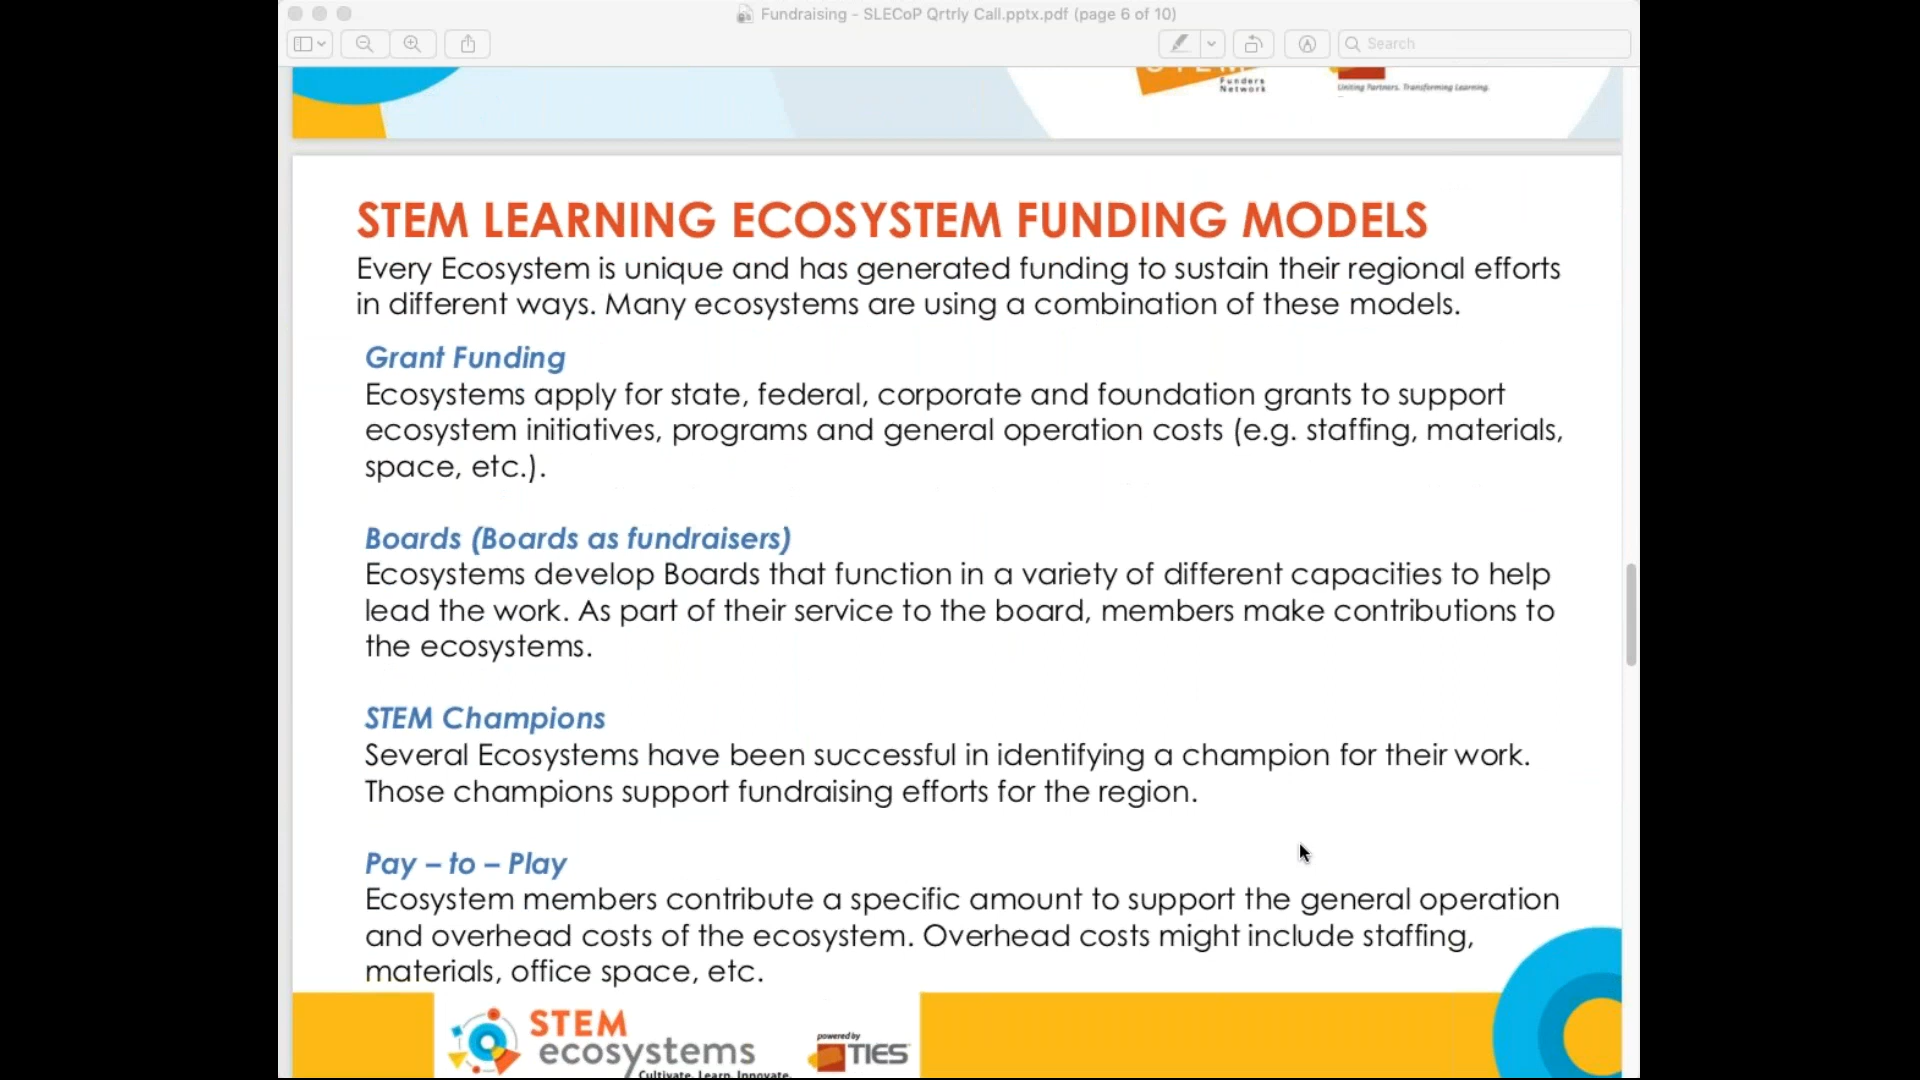 Fundraising - SLECoP Qrtrly Call.pptx.pdf (page 6 of 10)
Search
Funders
Network
Uniting Partners. Transforming Learning.
STEM LEARNING ECOSYSTEM FUNDING MODELS
Every Ecosystem is unique and has generated funding to sustain their regional efforts
in different ways. Many ecosystems are using a combination of these models.
Grant Funding
Ecosystems apply for state, federal, corporate and foundation grants to support
ecosystem initiatives, programs and general operation costs (e.g. staffing, materials,
space, etc.).
Boards (Boards as fundraisers)
Ecosystems develop Boards that function in a variety of different capacities to help
lead the work. As part of their service to the board, members make contributions to
the ecosystems.
STEM Champions
Several Ecosystems have been successful in identifying a champion for their work.
Those champions support fundraising efforts for the region.
Pay – to – Play
Ecosystem members contribute a specific amount to support the general operation
and overhead costs of the ecosystem. Overhead costs might include staffing,
materials, office space, etc.
STEM
ecosystems
Cultivate. Learn. Innovate.
powered by
TIES